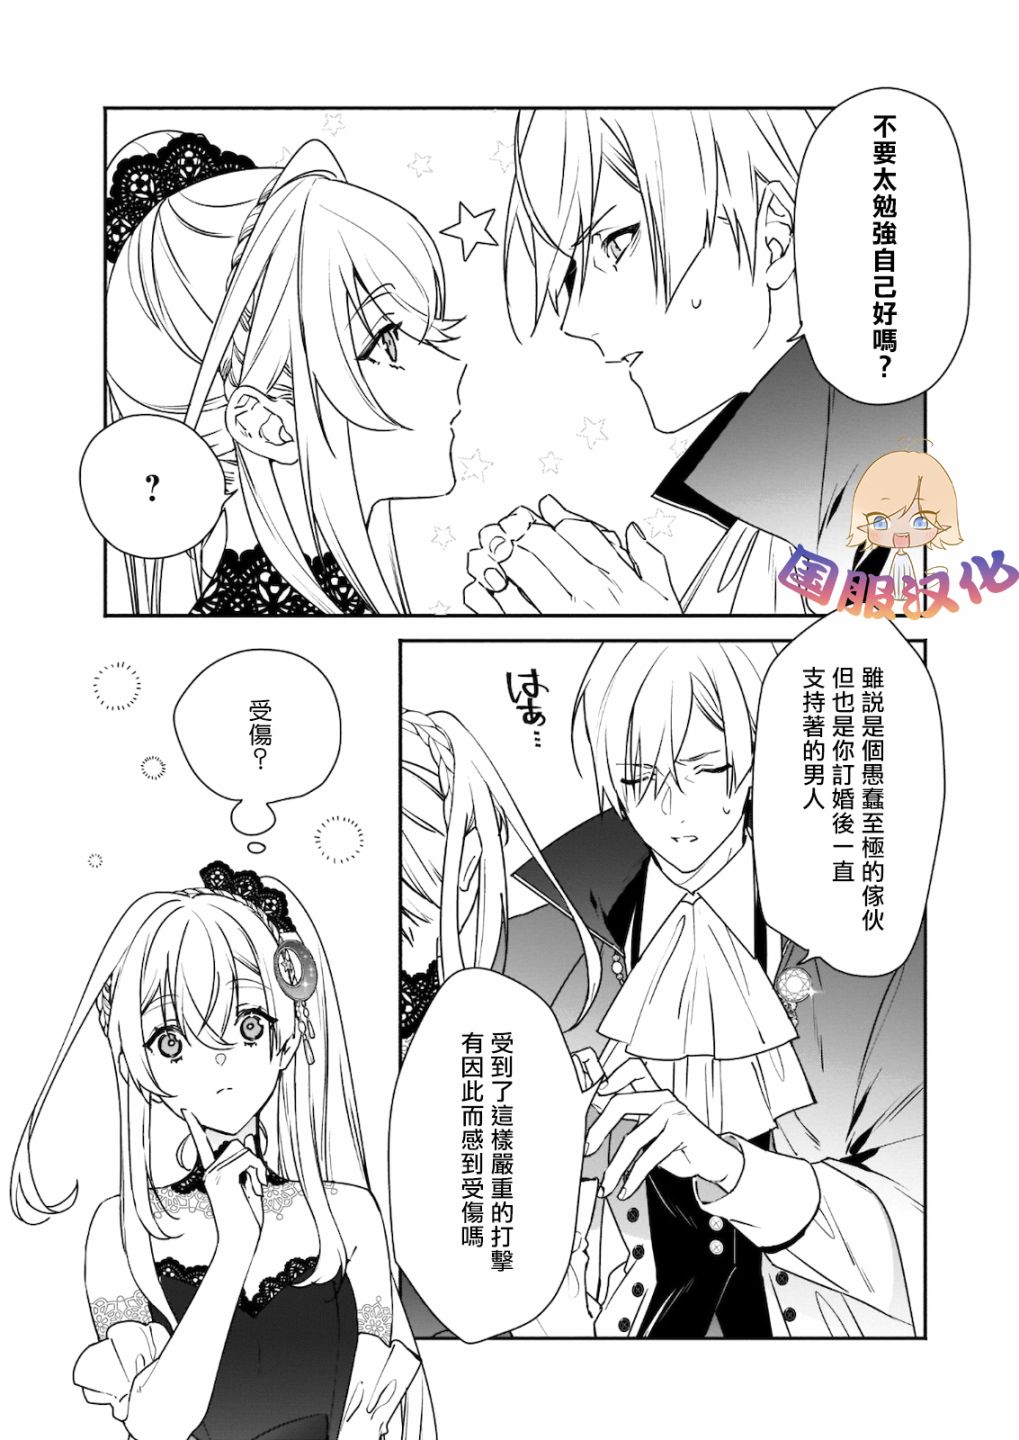 不要太勉強自己好嗎？
？
国服汉化
雖説是個愚蠢至極的傢伙
但也是你訂婚後一直
支持著的男人
はぁ…
受到了這樣嚴重的打擊
有因此而感到受傷嗎
受傷？